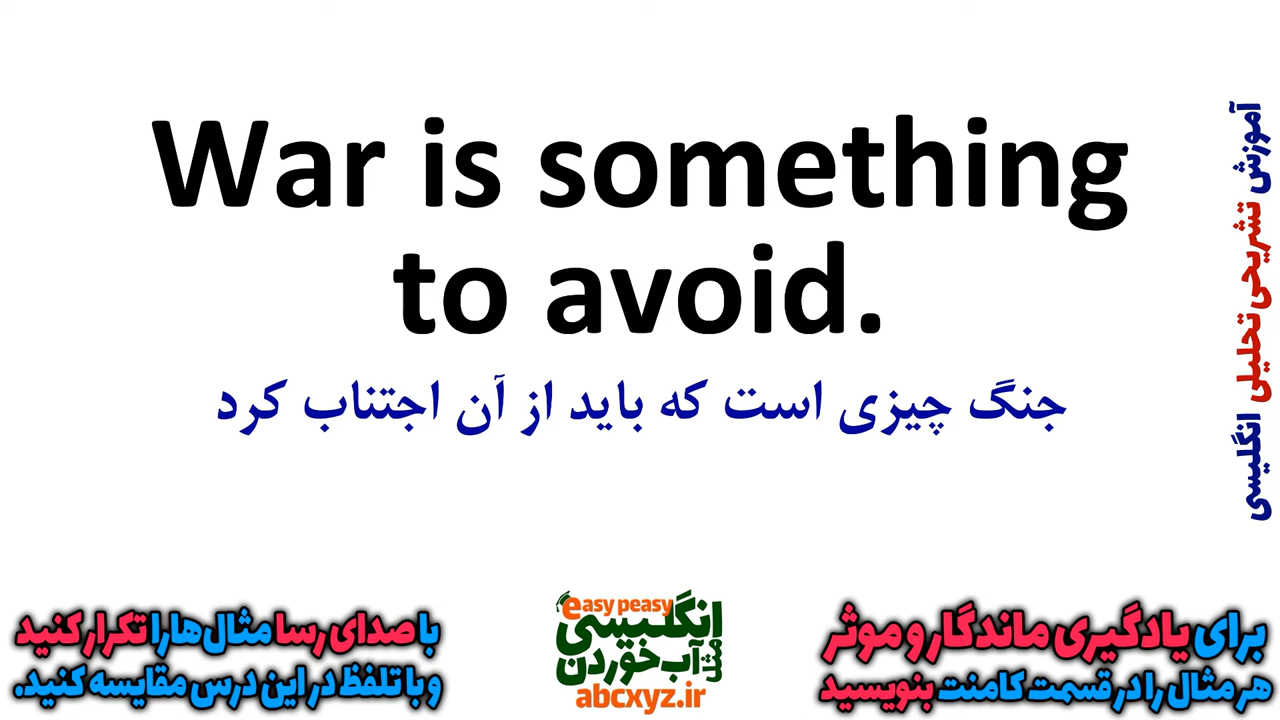 War is something
to avoid.
جنگ چیزی است که باید از آن اجتناب کرد
آموزش تشریحی تحلیلی انگلیسی
با صدای رسا مثال‌ها را تکرار کنید
و با تلفظ در این درس مقایسه کنید.
easy peasy
انگلیسی
مثل
آب خوردن
abcxyz.ir
برای یادگیری ماندگار و موثر
هر مثال را در قسمت کامنت بنویسید